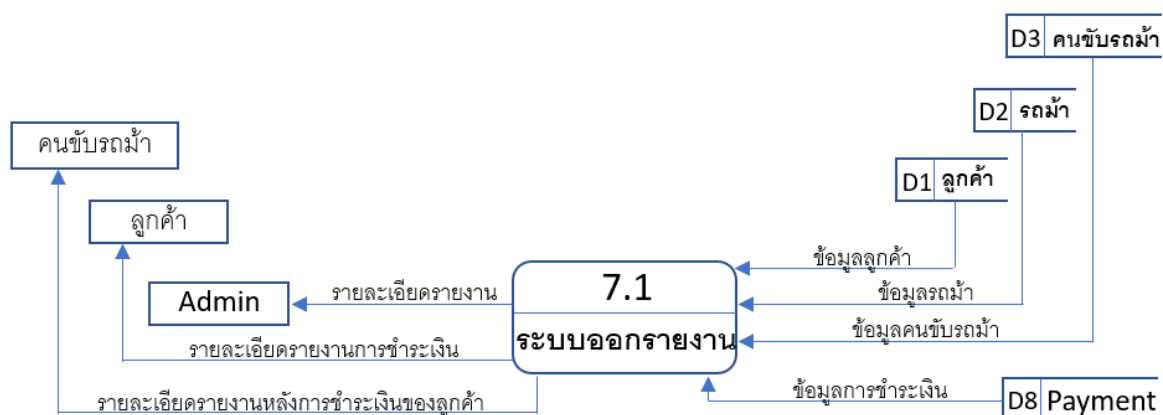 D3 คนขับรถม้า
D2 รถม้า
คนขับรถม้า
D1 ลูกค้า
ลูกค้า
ข้อมูลลูกค้า
7.1
Admin
รายละเอียดรายงาน
ข้อมูลรถม้า
ระบบออกรายงาน
ข้อมูลคนขับรถม้า
รายละเอียดรายงานการชำระเงิน
ข้อมูลการชำระเงิน
รายละเอียดรายงานหลังการชำระเงินของลูกค้า
D8 Payment